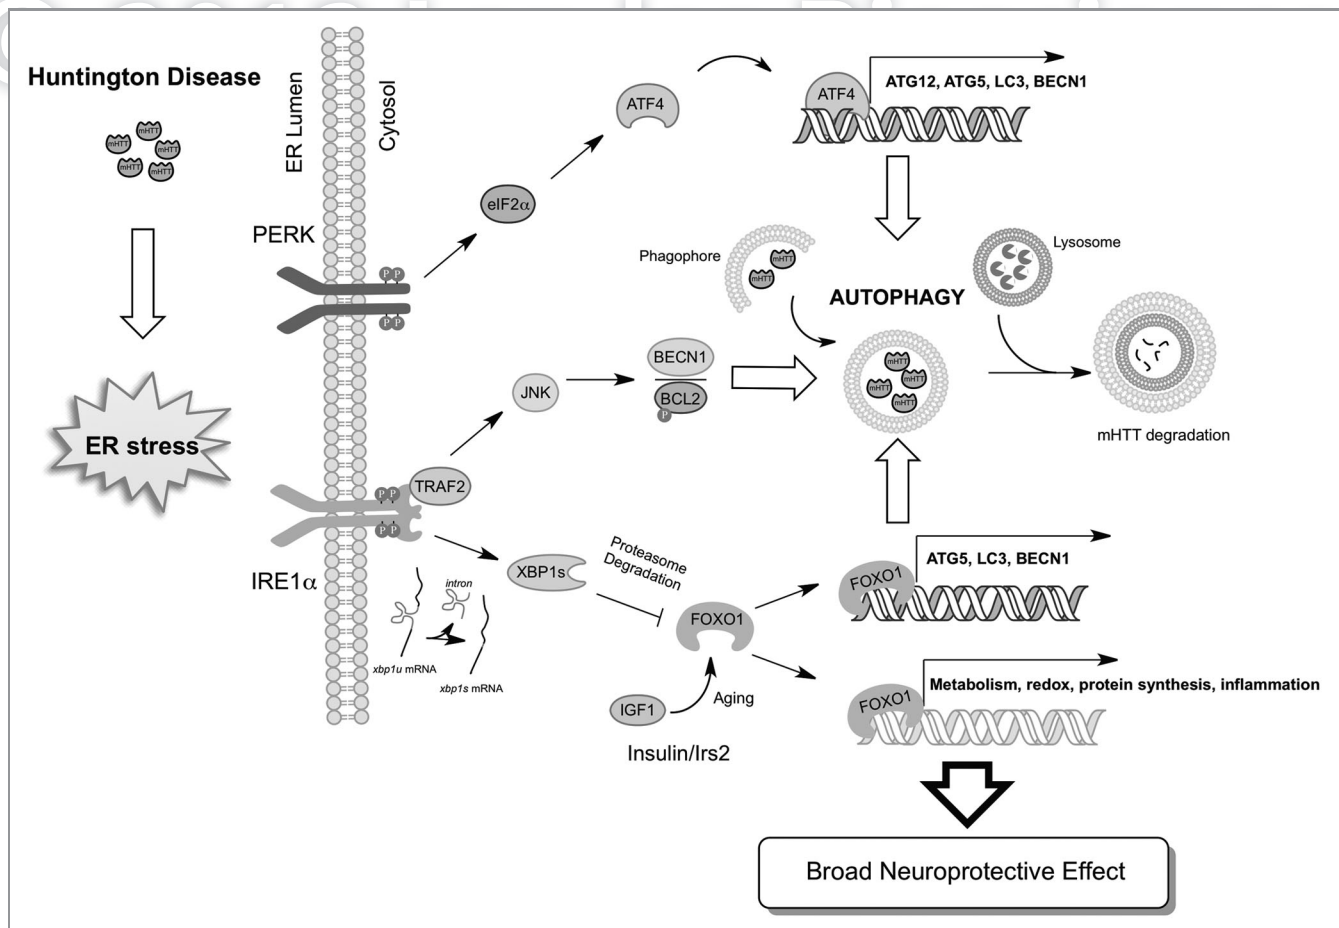 Huntington Disease
mHTT
mHTT
mHTT
mHTT
mHTT
ER stress
ER Lumen
Cytosol
PERK
P P
P P
eIF2α
ATF4
ATF4
ATG12, ATG5, LC3, BECN1
Phagophore
mHTT
mHTT
AUTOPHAGY
Lysosome
mHTT
mHTT
mHTT
mHTT
mHTT degradation
BECN1
BCL2
P
JNK
TRAF2
P P
P P
IRE1α
XBP1s
intron
xbp1u mRNA
xbp1s mRNA
Proteasome
Degradation
FOXO1
IGF1
Aging
Insulin/Irs2
FOXO1
ATG5, LC3, BECN1
FOXO1
Metabolism, redox, protein synthesis, inflammation
Broad Neuroprotective Effect